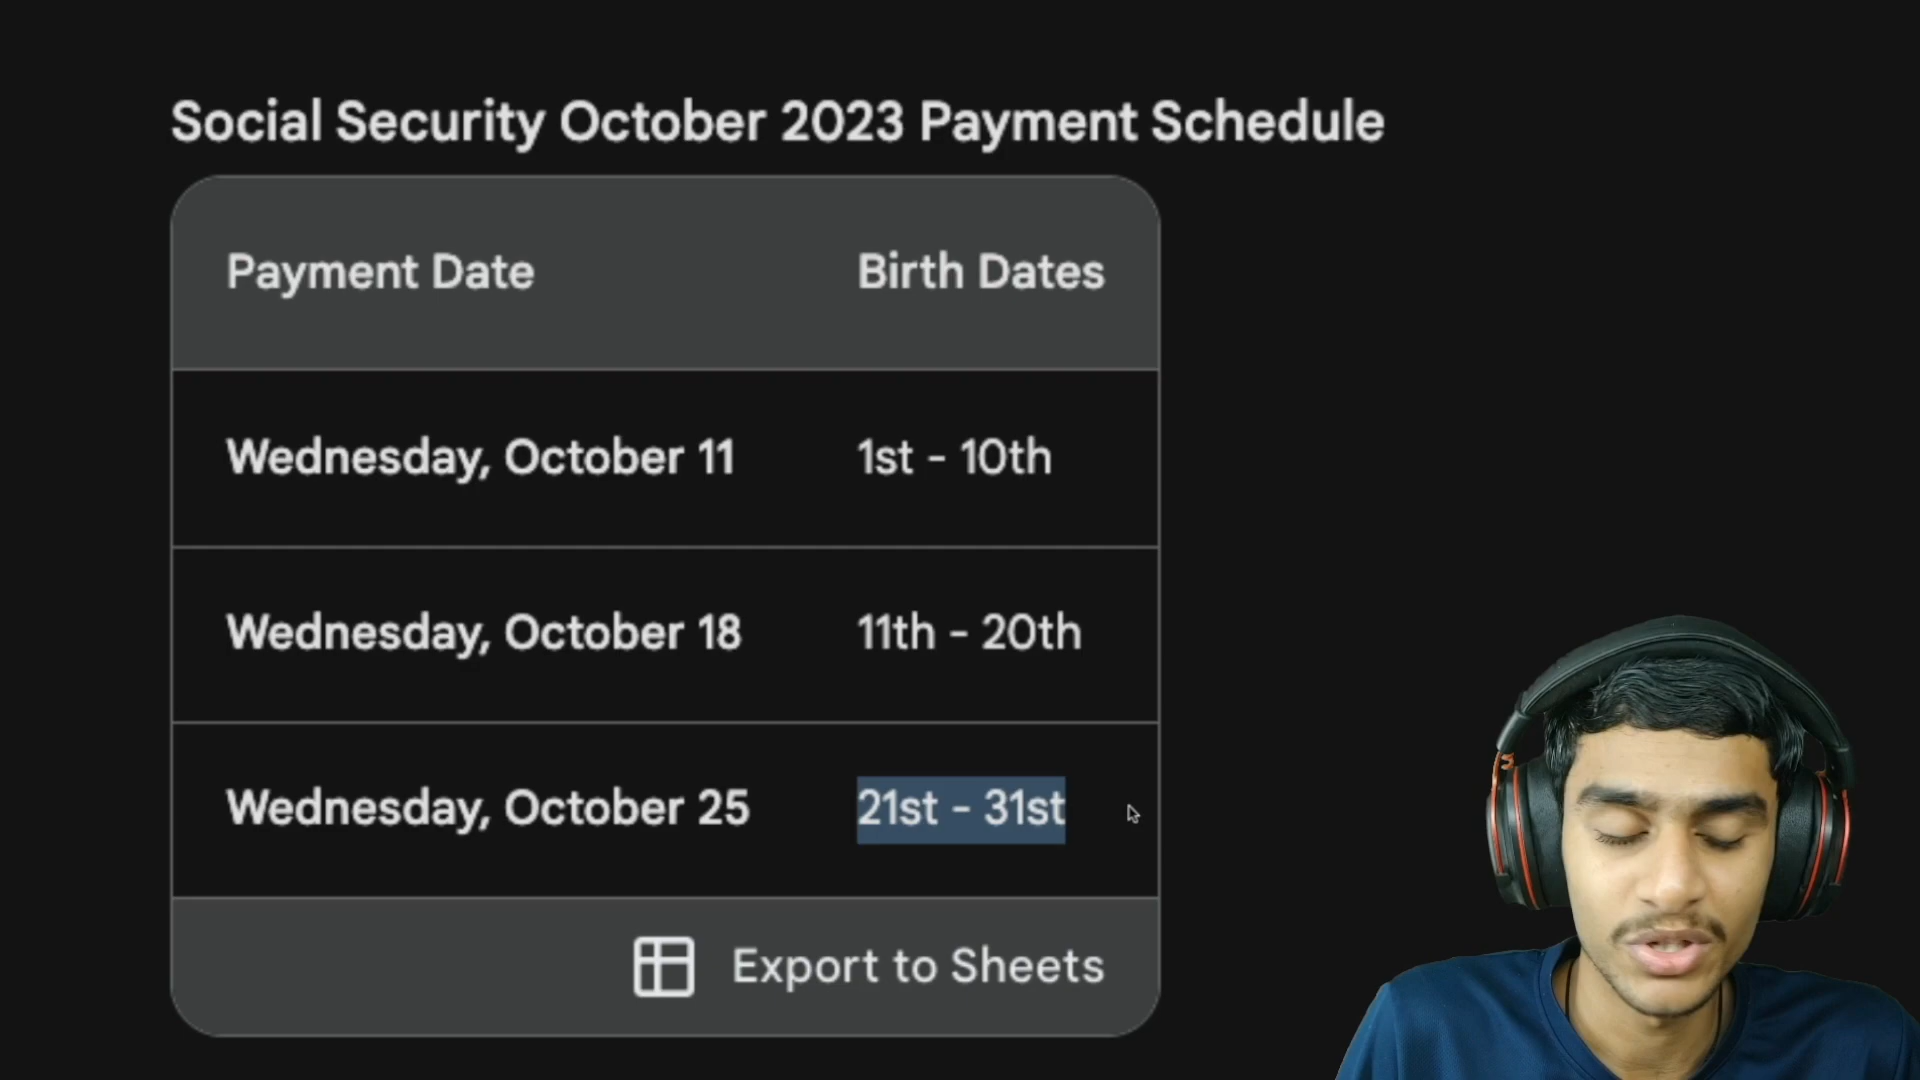 Social Security October 2023 Payment Schedule
Payment Date Birth Dates
Wednesday, October 11 1st - 10th
Wednesday, October 18 11th - 20th
Wednesday, October 25 21st - 31st
Export to Sheets